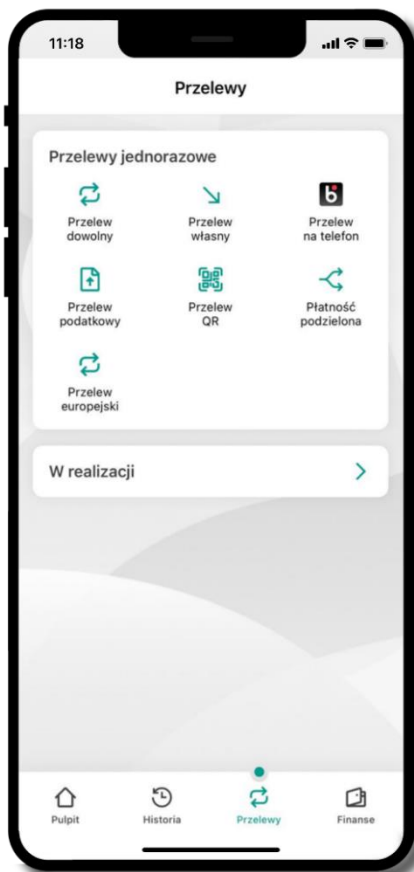 11:18
Przelewy
Przelewy jednorazowe
Przelew
dowolny
Przelew
własny
Przelew
na telefon
Przelew
podatkowy
Przelew
QR
Płatność
podzielona
Przelew
europejski
W realizacji
Pulpit
Historia
Przelewy
Finanse